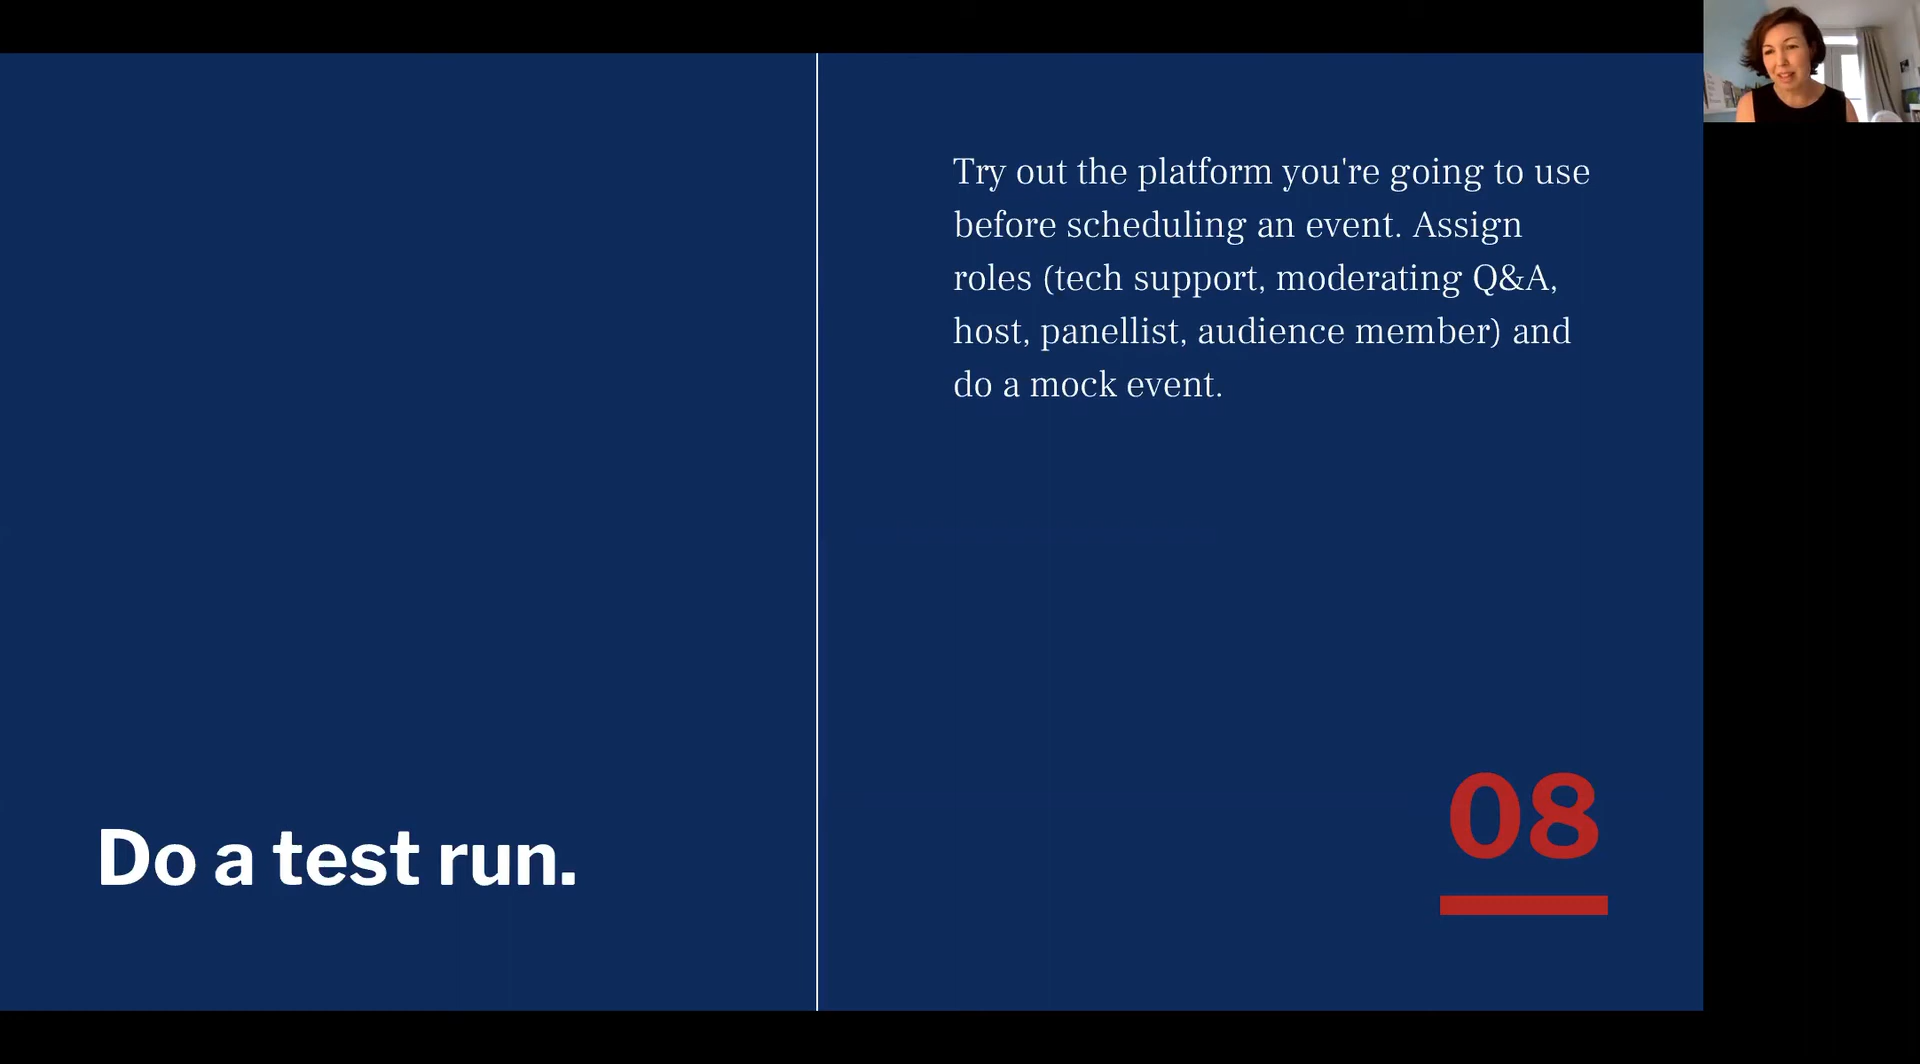 Try out the platform you're going to use
before scheduling an event. Assign
roles (tech support, moderating Q&A,
host, panellist, audience member) and
do a mock event.
Do a test run.
08